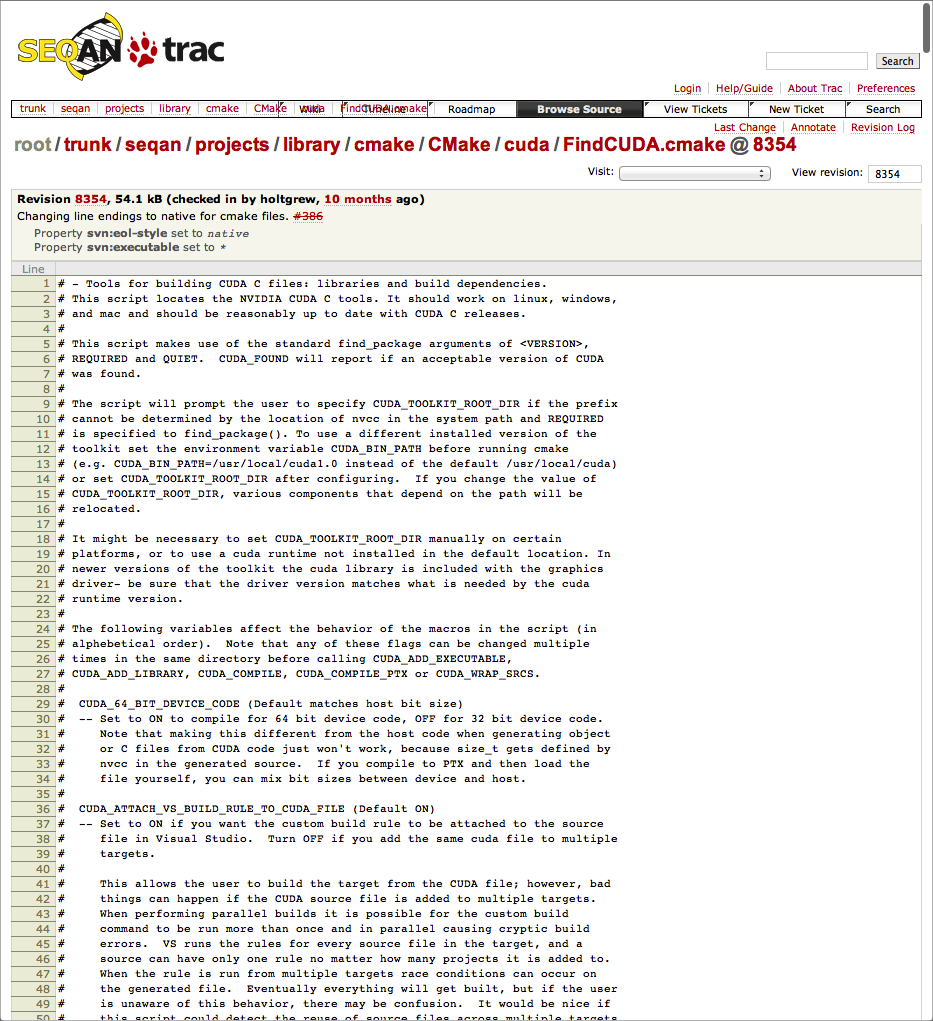 SEQAN trac
Search
Login Help/Guide About Trac Preferences
trunk seqan projects library cmake CMake cuda FindCUDA.cmake
Wiki Timeline Roadmap Browse Source View Tickets New Ticket Search
Last Change Annotate Revision Log
root/trunk/seqan/projects/library/cmake/CMake/cuda/FindCUDA.cmake @ 8354
Visit: View revision: 8354
Revision 8354, 54.1 kB (checked in by holtgrew, 10 months ago)
Changing line endings to native for cmake files. #386
Property svn:eol-style set to native
Property svn:executable set to *
Line
1 # - Tools for building CUDA C files: libraries and build dependencies.
2 # This script locates the NVIDIA CUDA C tools. It should work on linux, windows,
3 # and mac and should be reasonably up to date with CUDA C releases.
4 #
5 # This script makes use of the standard find_package arguments of <VERSION>,
6 # REQUIRED and QUIET.  CUDA_FOUND will report if an acceptable version of CUDA
7 # was found.
8 #
9 # The script will prompt the user to specify CUDA_TOOLKIT_ROOT_DIR if the prefix
10 # cannot be determined by the location of nvcc in the system path and REQUIRED
11 # is specified to find_package(). To use a different installed version of the
12 # toolkit set the environment variable CUDA_BIN_PATH before running cmake
13 # (e.g. CUDA_BIN_PATH=/usr/local/cuda1.0 instead of the default /usr/local/cuda)
14 # or set CUDA_TOOLKIT_ROOT_DIR after configuring.  If you change the value of
15 # CUDA_TOOLKIT_ROOT_DIR, various components that depend on the path will be
16 # relocated.
17 #
18 # It might be necessary to set CUDA_TOOLKIT_ROOT_DIR manually on certain
19 # platforms, or to use a cuda runtime not installed in the default location. In
20 # newer versions of the toolkit the cuda library is included with the graphics
21 # driver- be sure that the driver version matches what is needed by the cuda
22 # runtime version.
23 #
24 # The following variables affect the behavior of the macros in the script (in
25 # alphebetical order).  Note that any of these flags can be changed multiple
26 # times in the same directory before calling CUDA_ADD_EXECUTABLE,
27 # CUDA_ADD_LIBRARY, CUDA_COMPILE, CUDA_COMPILE_PTX or CUDA_WRAP_SRCS.
28 #
29 #  CUDA_64_BIT_DEVICE_CODE (Default matches host bit size)
30 #  -- Set to ON to compile for 64 bit device code, OFF for 32 bit device code.
31 #     Note that making this different from the host code when generating object
32 #     or C files from CUDA code just won't work, because size_t gets defined by
33 #     nvcc in the generated source.  If you compile to PTX and then load the
34 #     file yourself, you can mix bit sizes between device and host.
35 #
36 #  CUDA_ATTACH_VS_BUILD_RULE_TO_CUDA_FILE (Default ON)
37 #  -- Set to ON if you want the custom build rule to be attached to the source
38 #     file in Visual Studio.  Turn OFF if you add the same cuda file to multiple
39 #     targets.
40 #
41 #     This allows the user to build the target from the CUDA file; however, bad
42 #     things can happen if the CUDA source file is added to multiple targets.
43 #     When performing parallel builds it is possible for the custom build
44 #     command to be run more than once and in parallel causing cryptic build
45 #     errors.  VS runs the rules for every source file in the target, and a
46 #     source can have only one rule no matter how many projects it is added to.
47 #     When the rule is run from multiple targets race conditions can occur on
48 #     the generated file.  Eventually everything will get built, but if the user
49 #     is unaware of this behavior, there may be confusion.  It would be nice if
50 #     this script could detect the reuse of source files across multiple targets